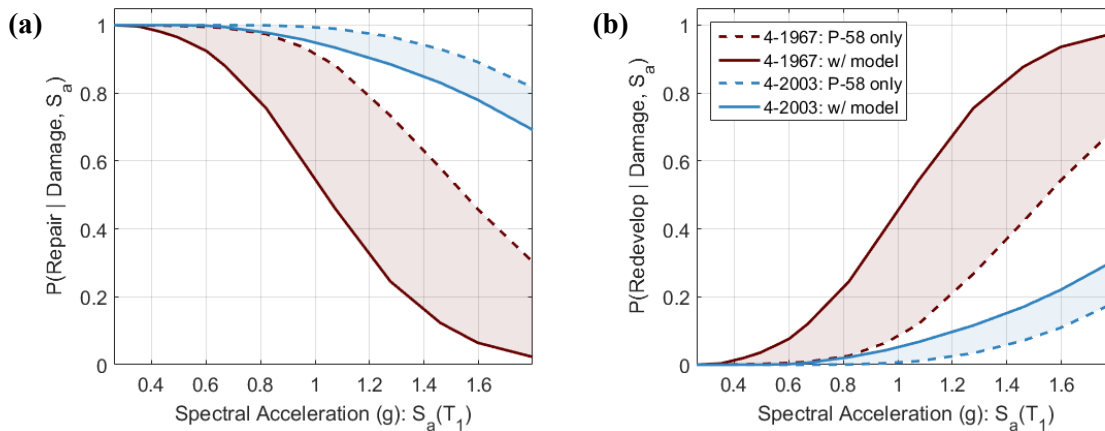 (a)
P(Repair | Damage, Sₐ)
1
0.8
0.6
0.4
0.2
0
0.4 0.6 0.8 1 1.2 1.4 1.6
Spectral Acceleration (g): Sₐ(T₁)
(b)
P(Redevelop | Damage, Sₐ)
1
0.8
0.6
0.4
0.2
0
4-1967: P-58 only
4-1967: w/ model
4-2003: P-58 only
4-2003: w/ model
0.4 0.6 0.8 1 1.2 1.4 1.6
Spectral Acceleration (g): Sₐ(T₁)